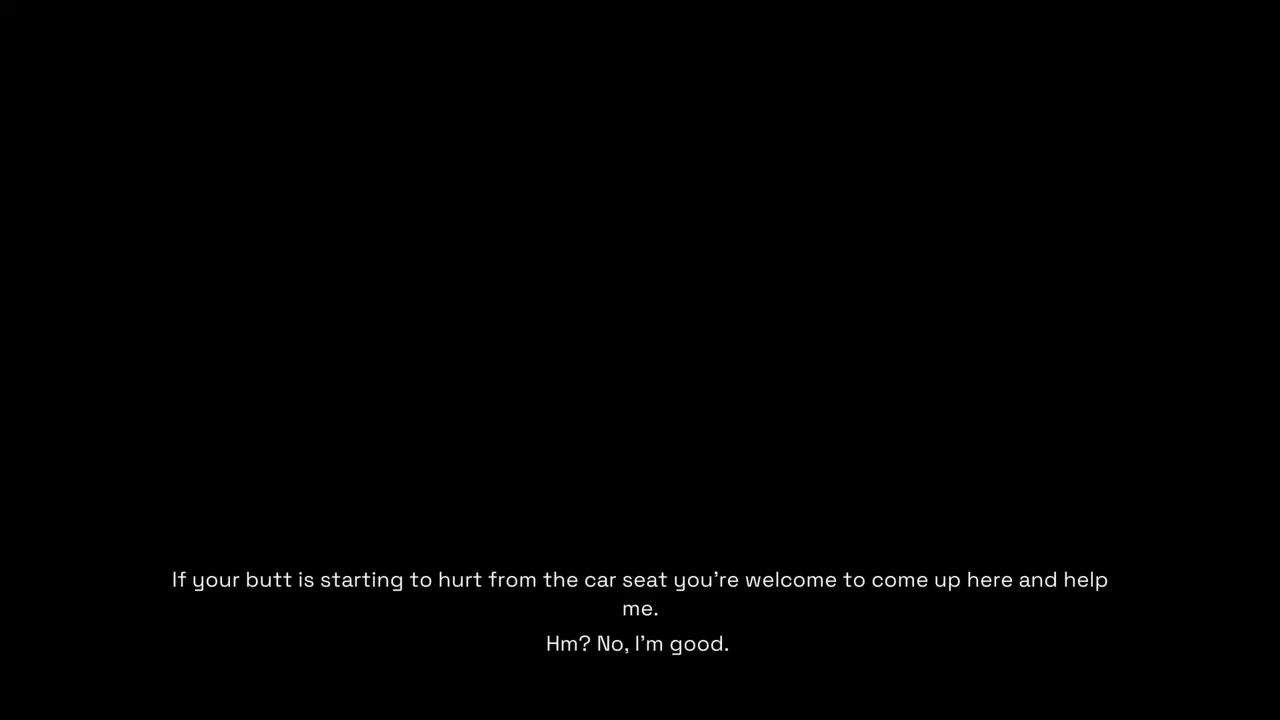 If your butt is starting to hurt from the car seat you're welcome to come up here and help
me.
Hm? No, I'm good.